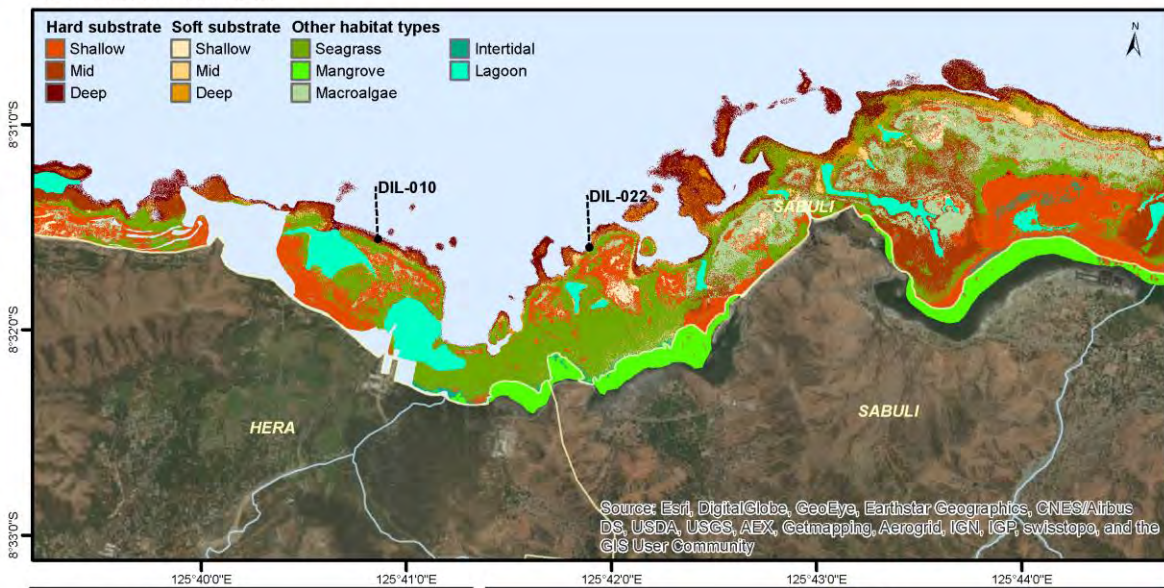 Hard substrate Soft substrate Other habitat types
Shallow Shallow Seagrass Intertidal
Mid Mid Mangrove Lagoon
Deep Deep Macroalgae
N
8°31'0"S
DIL-010
DIL-022
SABULI
8°32'0"S
HERA
SABULI
Source: Esri, DigitalGlobe, GeoEye, Earthstar Geographics, CNES/Airbus
DS, USDA, USGS, AEX, Getmapping, Aerogrid, IGN, IGP, swisstopo, and the
GIS User Community
8°33'0"S
125°40'0"E 125°41'0"E 125°42'0"E 125°43'0"E 125°44'0"E